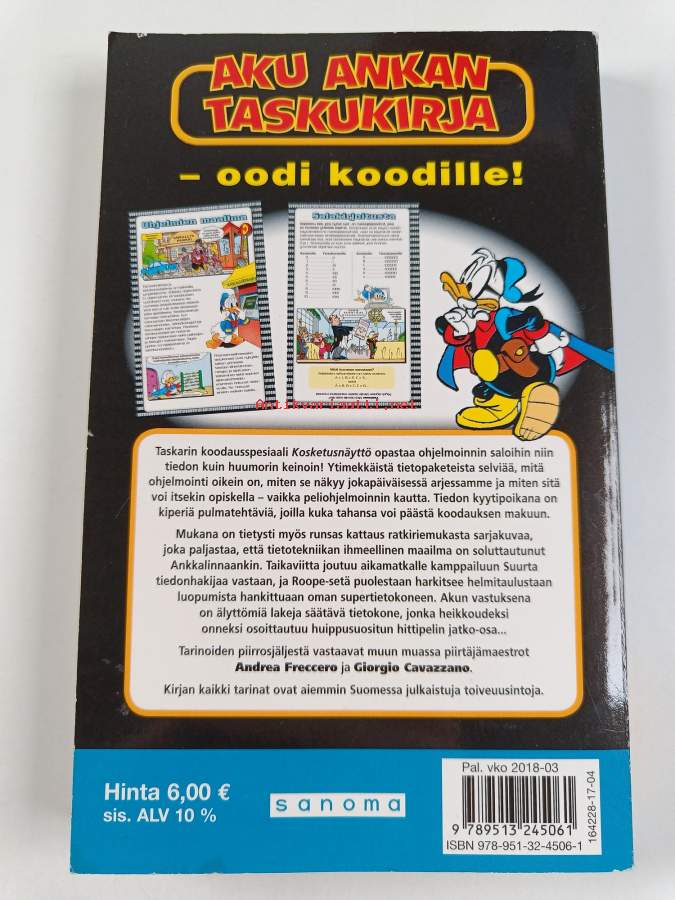 AKU ANKAN
TASKUKIRJA
– oodi koodille!
Ohjelmien maailma
Salakirjoitusta
Antikvariaatti.net
Taskarin koodausspesiaali Kosketusnäyttö opastaa ohjelmoinnin saloihin niin
tiedon kuin huumorin keinoin! Ytimekkäistä tietopaketeista selviää, mitä
ohjelmointi oikein on, miten se näkyy jokapäiväisessä arjessamme ja miten sitä
voi itsekin opiskella – vaikka peliohjelmoinnin kautta. Tiedon kyytipoikana on
kiperiä pulmatehtäviä, joilla kuka tahansa voi päästä koodauksen makuun.
Mukana on tietysti myös runsas kattaus ratkiriemukasta sarjakuvaa,
joka paljastaa, että tietotekniikan ihmeellinen maailma on soluttautunut
Ankkalinnaankin. Taikaviitta joutuu aikamatkalle kamppailuun Suurta
tiedonhakijaa vastaan, ja Roope-setä puolestaan harkitsee helmitaulustaan
luopumista hankittuaan oman supertietokoneen. Akun vastuksena
on älyttömiä lakeja säätävä tietokone, jonka heikkoudeksi
onneksi osoittautuu huippusuositun hittipelin jatko-osa...
Tarinoiden piirrosjäljestä vastaavat muun muassa piirtäjämaestrot
Andrea Freccero ja Giorgio Cavazzano.
Kirjan kaikki tarinat ovat aiemmin Suomessa julkaistuja toiveuusintoja.
Hinta 6,00 €
sis. ALV 10 %
sanoma
Pal. vko 2018-03
9 789513 245061
ISBN 978-951-32-4506-1
164228-17-04